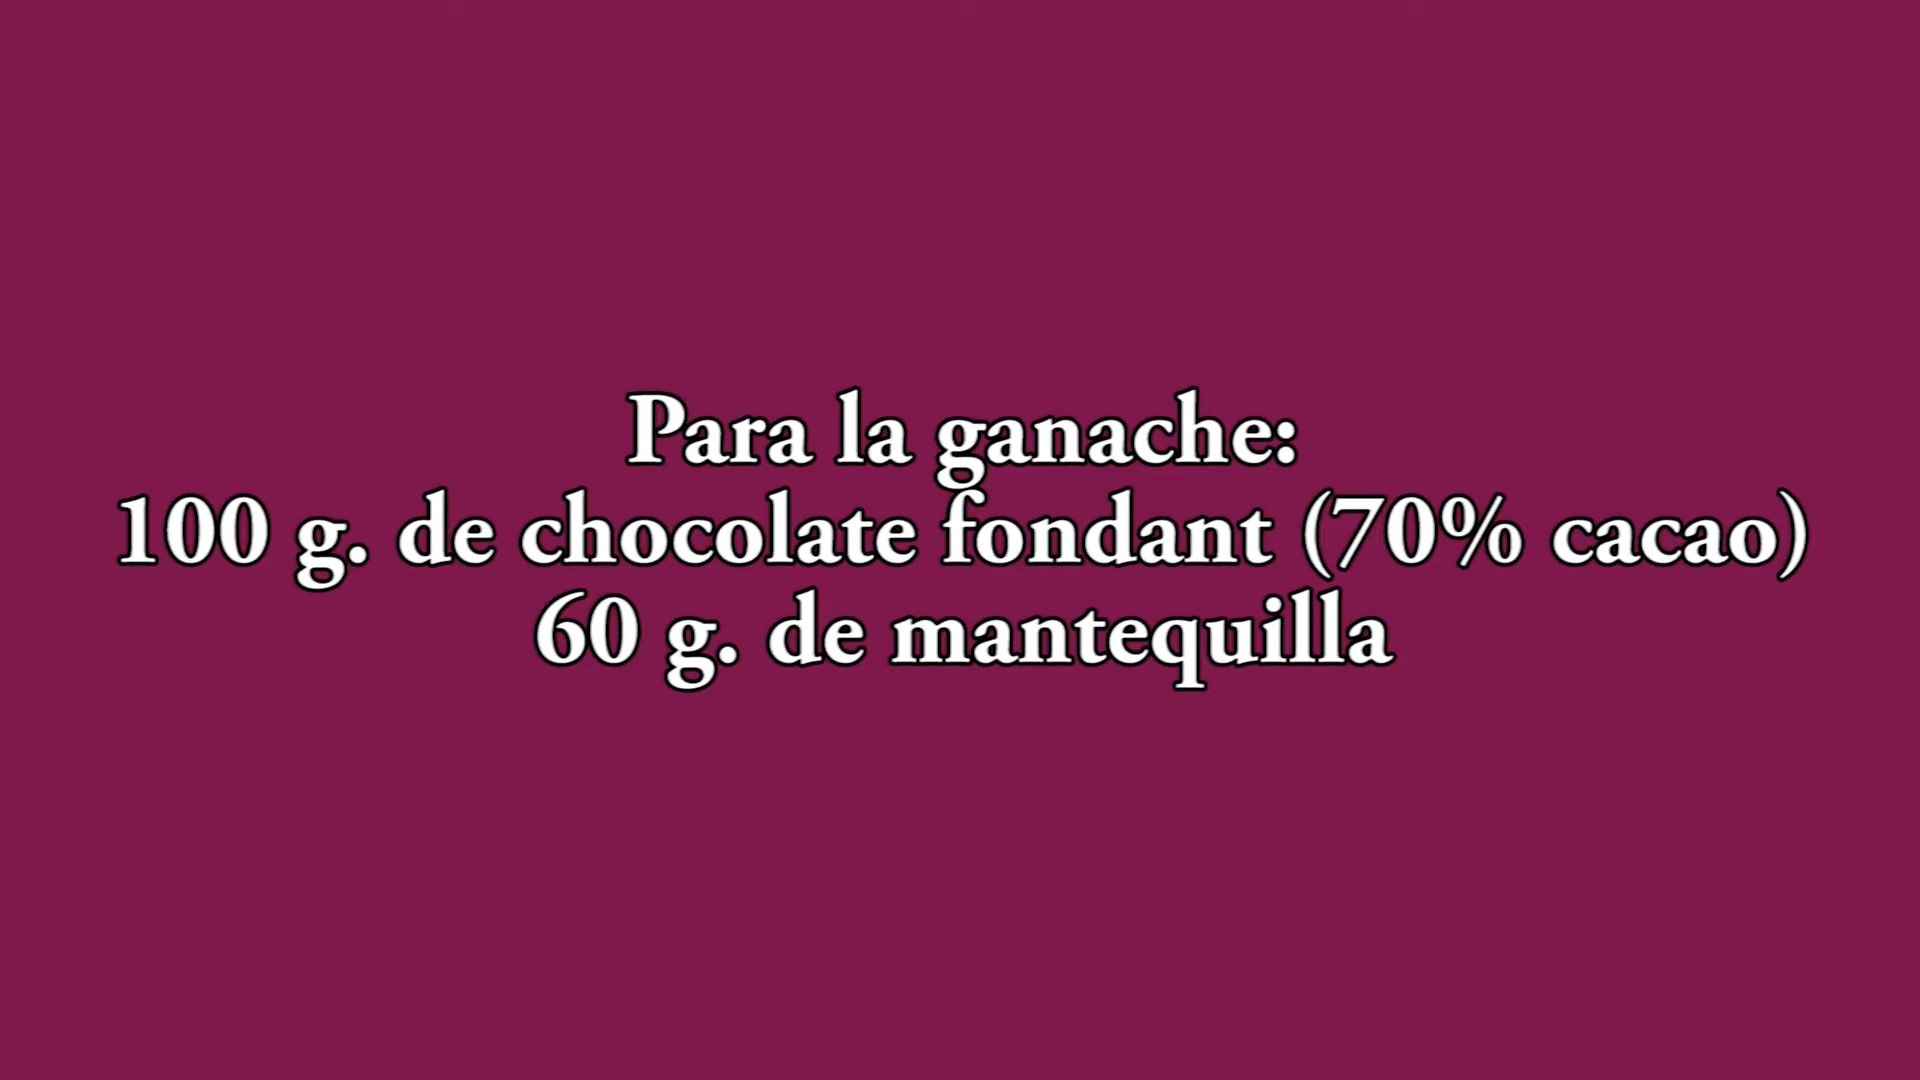 Para la ganache:
100 g. de chocolate fondant (70% cacao)
60 g. de mantequilla